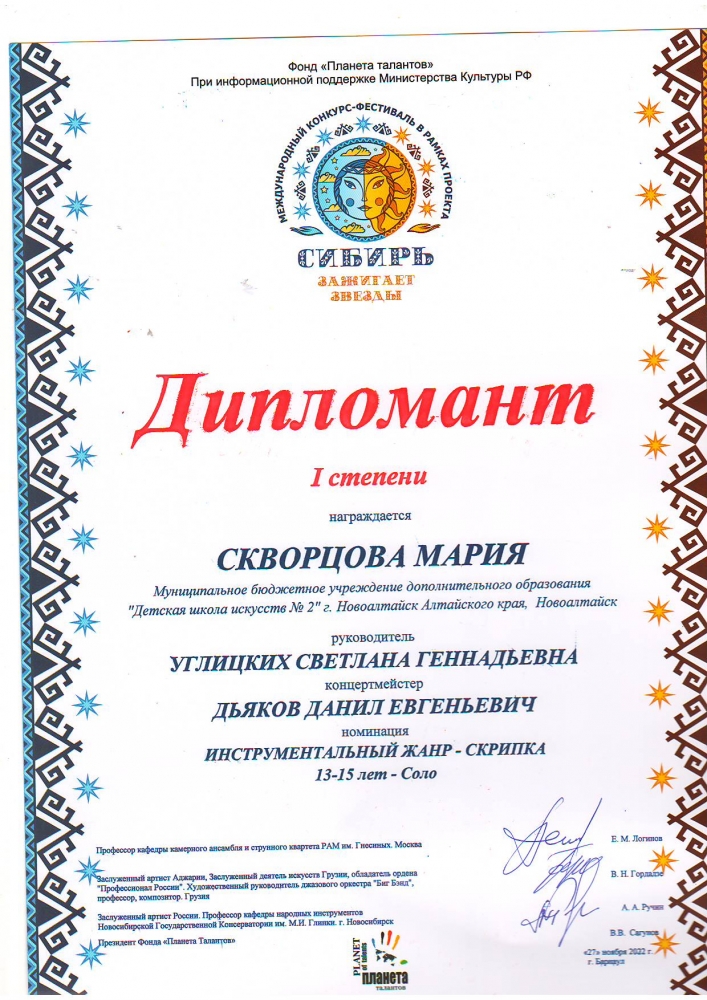 Фонд «Планета талантов»
При информационной поддержке Министерства Культуры РФ
МЕЖДУНАРОДНЫЙ КОНКУРС-ФЕСТИВАЛЬ В РАМКАХ ПРОЕКТА
СИБИРЬ
ЗАЖИГАЕТ
ЗВЕЗДЫ
Дипломант
I степени
награждается
СКВОРЦОВА МАРИЯ
Муниципальное бюджетное учреждение дополнительного образования
"Детская школа искусств № 2" г. Новоалтайск Алтайского края, Новоалтайск
руководитель
УГЛИЦКИХ СВЕТЛАНА ГЕННАДЬЕВНА
концертмейстер
ДЬЯКОВ ДАНИЛ ЕВГЕНЬЕВИЧ
номинация
ИНСТРУМЕНТАЛЬНЫЙ ЖАНР - СКРИПКА
13-15 лет - Соло
Профессор кафедры камерного ансамбля и струнного квартета РАМ им. Гнесиных. Москва
Е. М. Логинов
Заслуженный артист Аджарии, Заслуженный деятель искусств Грузии, обладатель ордена
"Профессионал России". Художественный руководитель джазового оркестра "Биг Бэнд",
профессор, композитор. Грузия
В. Н. Гордадзе
Заслуженный артист России. Профессор кафедры народных инструментов
Новосибирской Государственной Консерватории им. М.И. Глинки. г. Новосибирск
А. А. Ручин
Президент Фонда «Планета Талантов»
В.В. Сагунов
«27» ноября 2022 г.
г. Барнаул
PLANET
of talents
планета
талантов